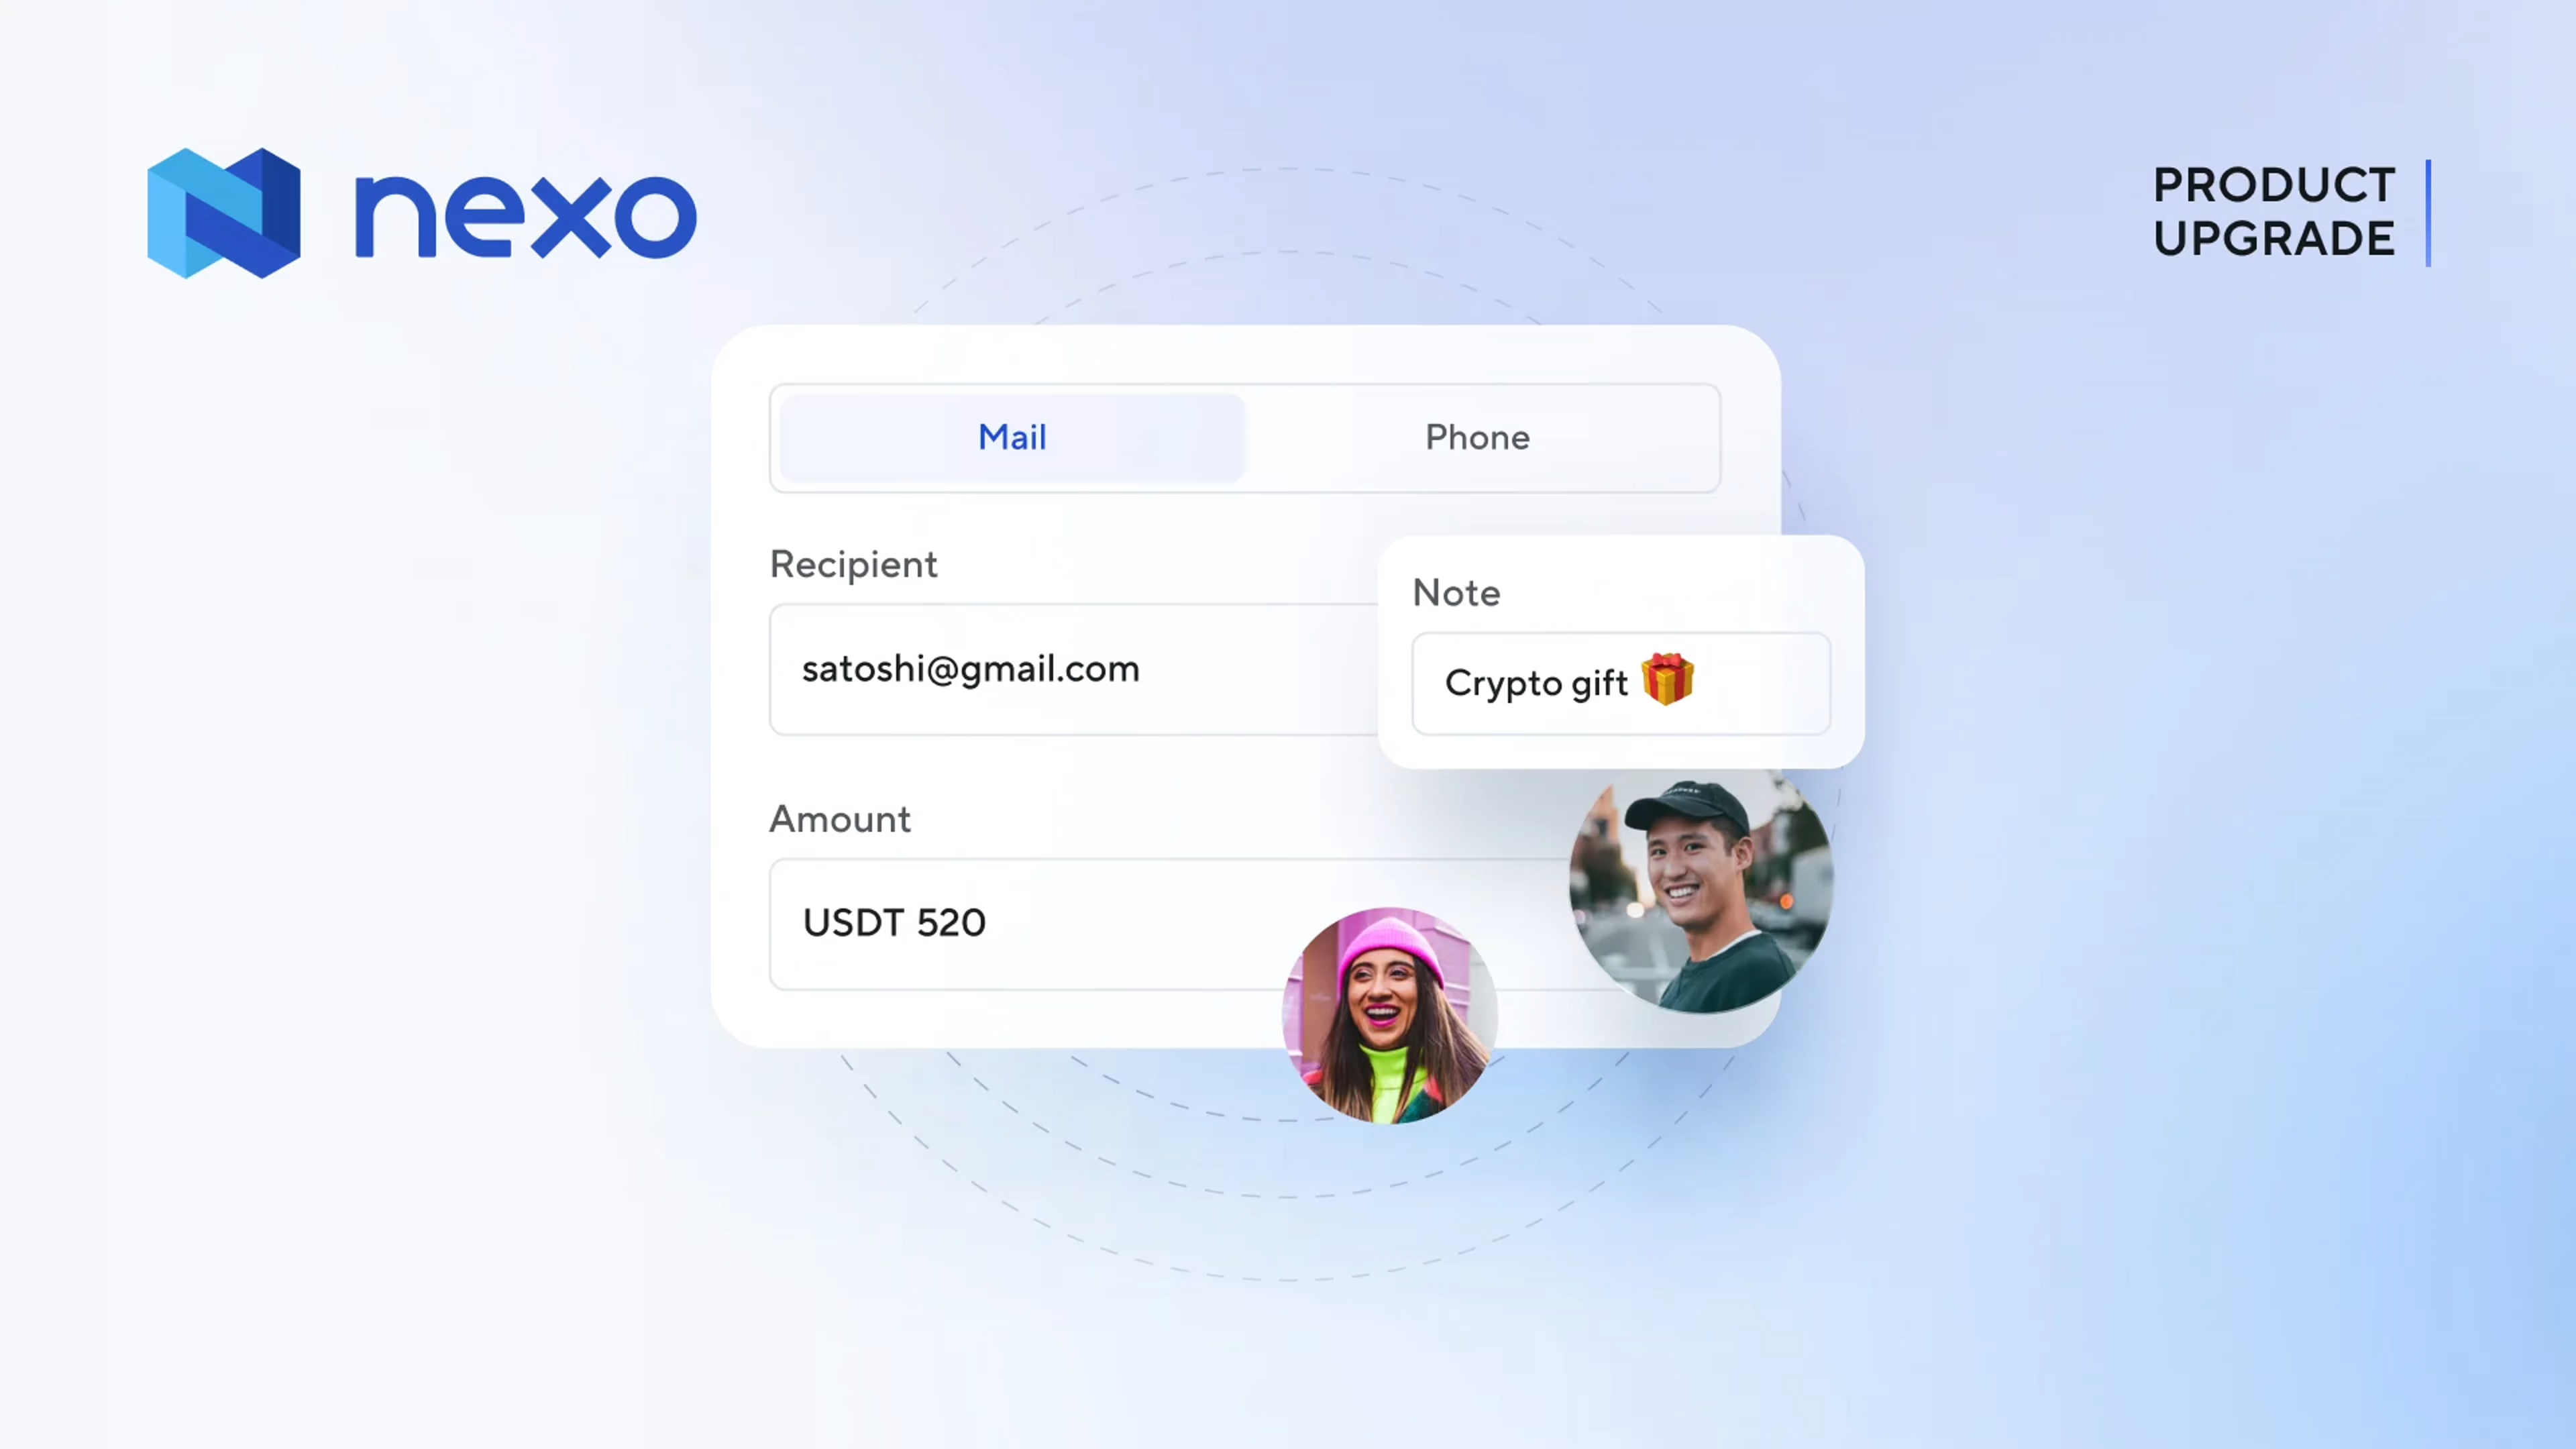 nexo
PRODUCT
UPGRADE
Mail
Phone
Recipient
satoshi@gmail.com
Note
Crypto gift 🎁
Amount
USDT 520